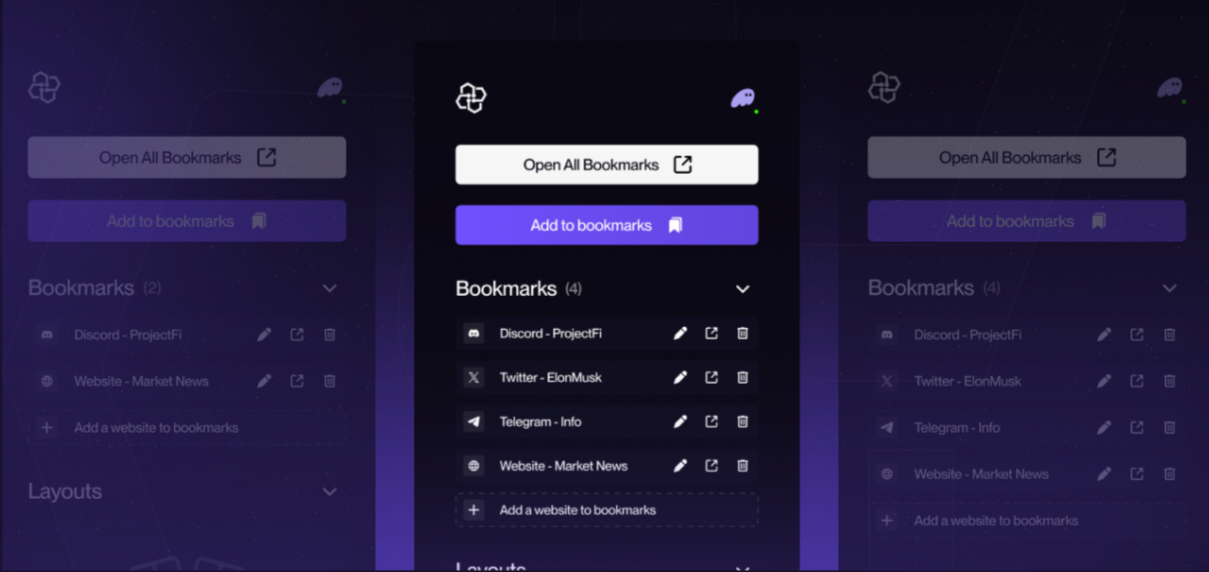 Open All Bookmarks
Add to bookmarks
Bookmarks (2)
Discord - ProjectFi
Website - Market News
Add a website to bookmarks
Layouts
Open All Bookmarks
Add to bookmarks
Bookmarks (4)
Discord - ProjectFi
Twitter - ElonMusk
Telegram - Info
Website - Market News
Add a website to bookmarks
Layouts
Open All Bookmarks
Add to bookmarks
Bookmarks (4)
Discord - ProjectFi
Twitter - ElonMusk
Telegram - Info
Website - Market News
Add a website to bookmarks